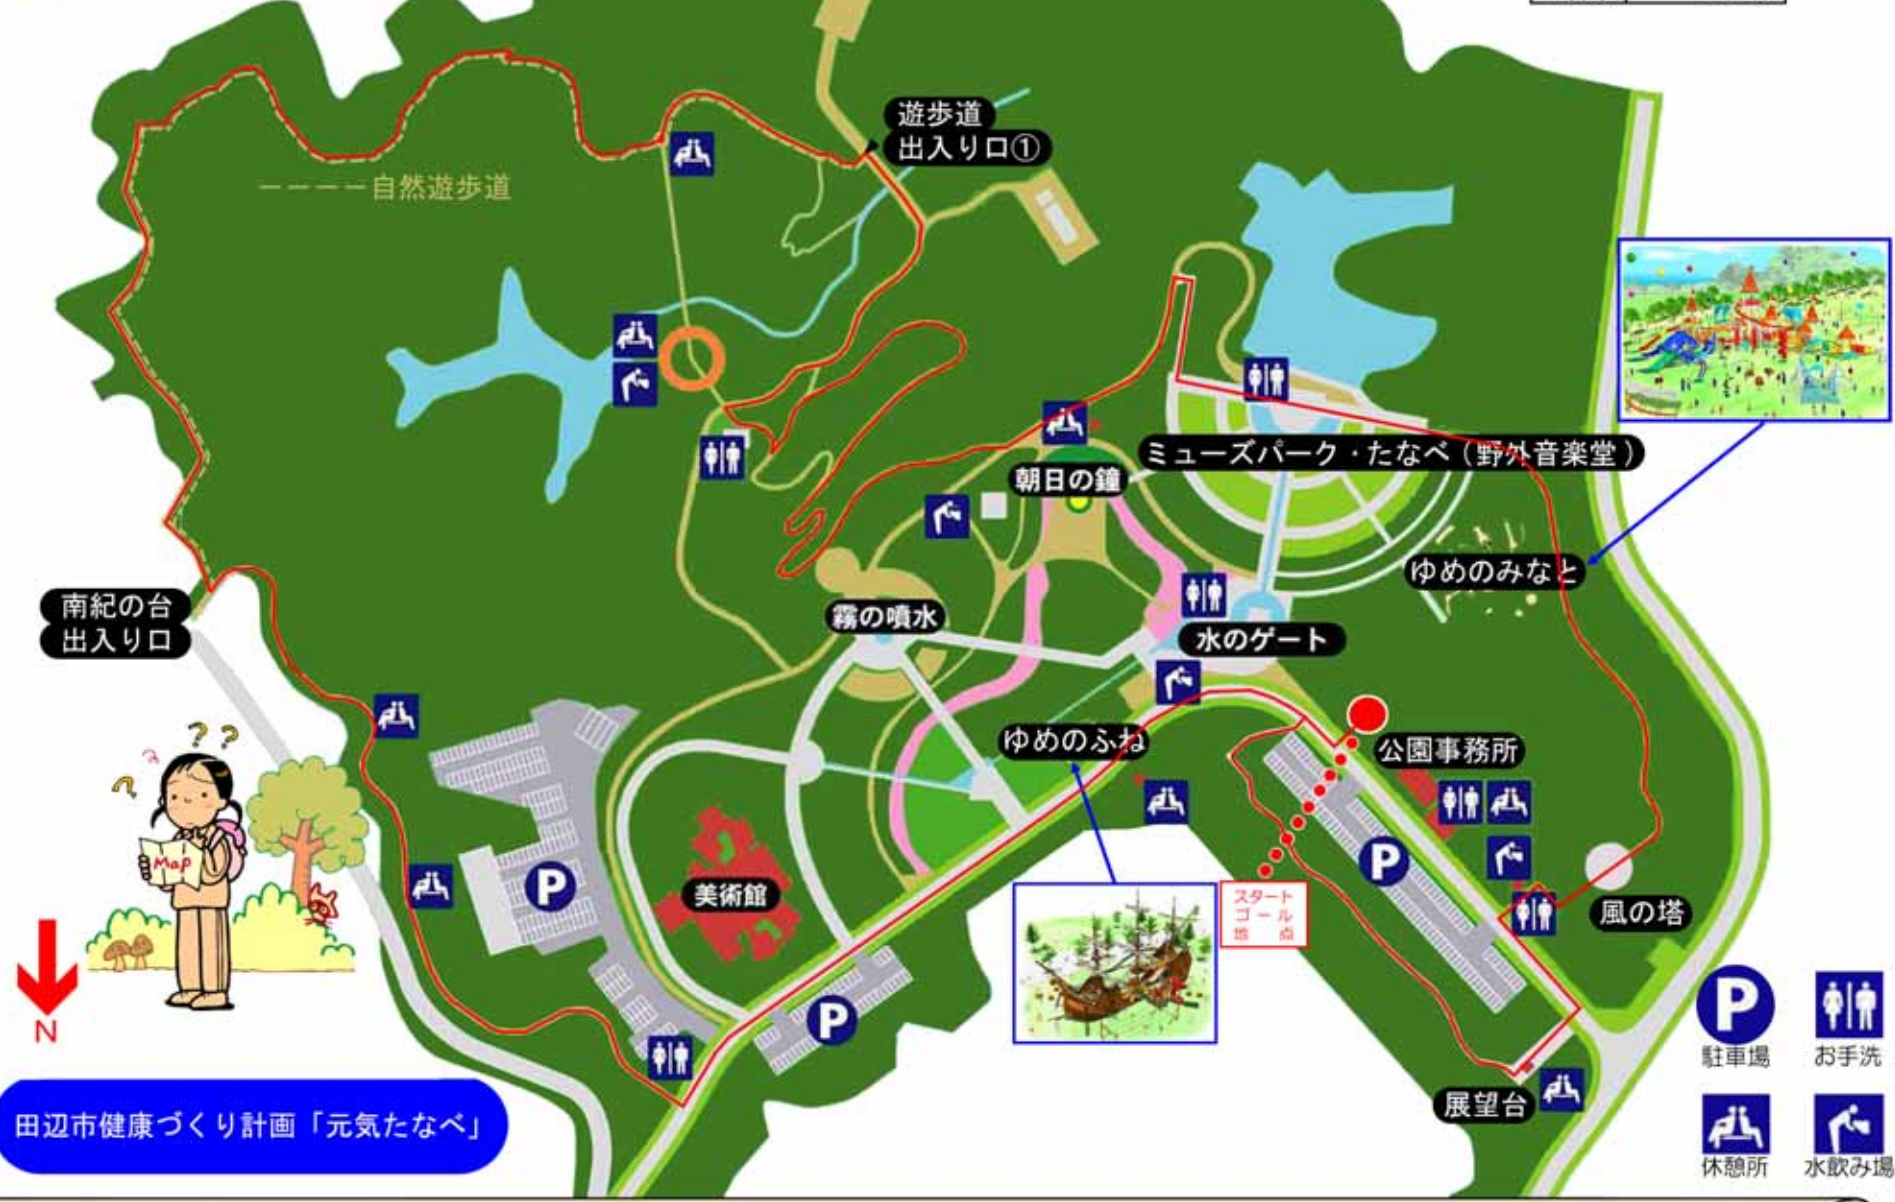 遊歩道
出入り口①
ーーーー自然遊歩道
ミューズパーク・たなべ（野外音楽堂）
朝日の鐘
ゆめのみなと
南紀の台
出入り口
霧の噴水
水のゲート
ゆめのふね
公園事務所
? ?
?
?
Map
P
P
美術館
スタート
ゴール
地 点
風の塔
P
N
展望台
P
駐車場
お手洗
田辺市健康づくり計画「元気たなべ」
休憩所
水飲み場